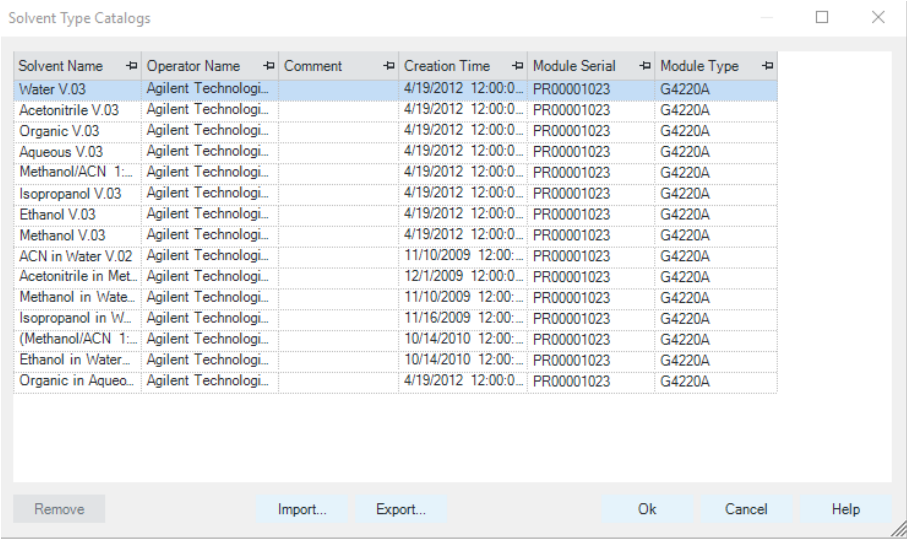 Solvent Type Catalogs
Solvent Name Operator Name Comment Creation Time Module Serial Module Type
Water V.03 Agilent Technologi... 4/19/2012 12:00:0... PR00001023 G4220A
Acetonitrile V.03 Agilent Technologi... 4/19/2012 12:00:0... PR00001023 G4220A
Organic V.03 Agilent Technologi... 4/19/2012 12:00:0... PR00001023 G4220A
Aqueous V.03 Agilent Technologi... 4/19/2012 12:00:0... PR00001023 G4220A
Methanol/ACN 1:... Agilent Technologi... 4/19/2012 12:00:0... PR00001023 G4220A
Isopropanol V.03 Agilent Technologi... 4/19/2012 12:00:0... PR00001023 G4220A
Ethanol V.03 Agilent Technologi... 4/19/2012 12:00:0... PR00001023 G4220A
Methanol V.03 Agilent Technologi... 4/19/2012 12:00:0... PR00001023 G4220A
ACN in Water V.02 Agilent Technologi... 11/10/2009 12:00:... PR00001023 G4220A
Acetonitrile in Met... Agilent Technologi... 12/1/2009 12:00:0... PR00001023 G4220A
Methanol in Wate... Agilent Technologi... 11/10/2009 12:00:... PR00001023 G4220A
Isopropanol in W... Agilent Technologi... 11/16/2009 12:00:... PR00001023 G4220A
(Methanol/ACN 1:... Agilent Technologi... 10/14/2010 12:00:... PR00001023 G4220A
Ethanol in Water... Agilent Technologi... 10/14/2010 12:00:... PR00001023 G4220A
Organic in Aqueo... Agilent Technologi... 4/19/2012 12:00:0... PR00001023 G4220A
Remove Import... Export... Ok Cancel Help